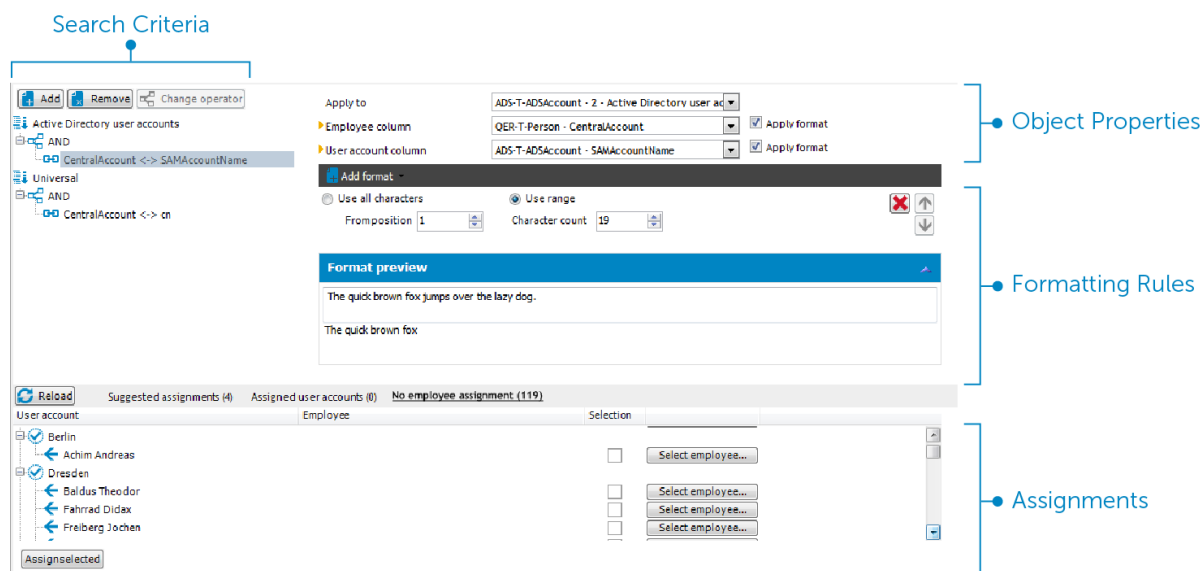 Search Criteria
Add Remove Change operator
Active Directory user accounts
AND
CentralAccount <-> SAMAccountName
Universal
AND
CentralAccount <-> cn
Apply to ADS-T-ADSAccount - 2 - Active Directory user ac
Employee column QER-T-Person - CentralAccount Apply format
User account column ADS-T-ADSAccount - SAMAccountName Apply format
Object Properties
Add format
Use all characters Use range
From position 1 Character count 19
Format preview
The quick brown fox jumps over the lazy dog.
The quick brown fox
Formatting Rules
Reload Suggested assignments (4) Assigned user accounts (0) No employee assignment (119)
User account Employee Selection
Berlin
Achim Andreas Select employee...
Dresden
Baldus Theodor Select employee...
Fahrrad Didax Select employee...
Freiberg Jochen Select employee...
Assignments
Assignselected